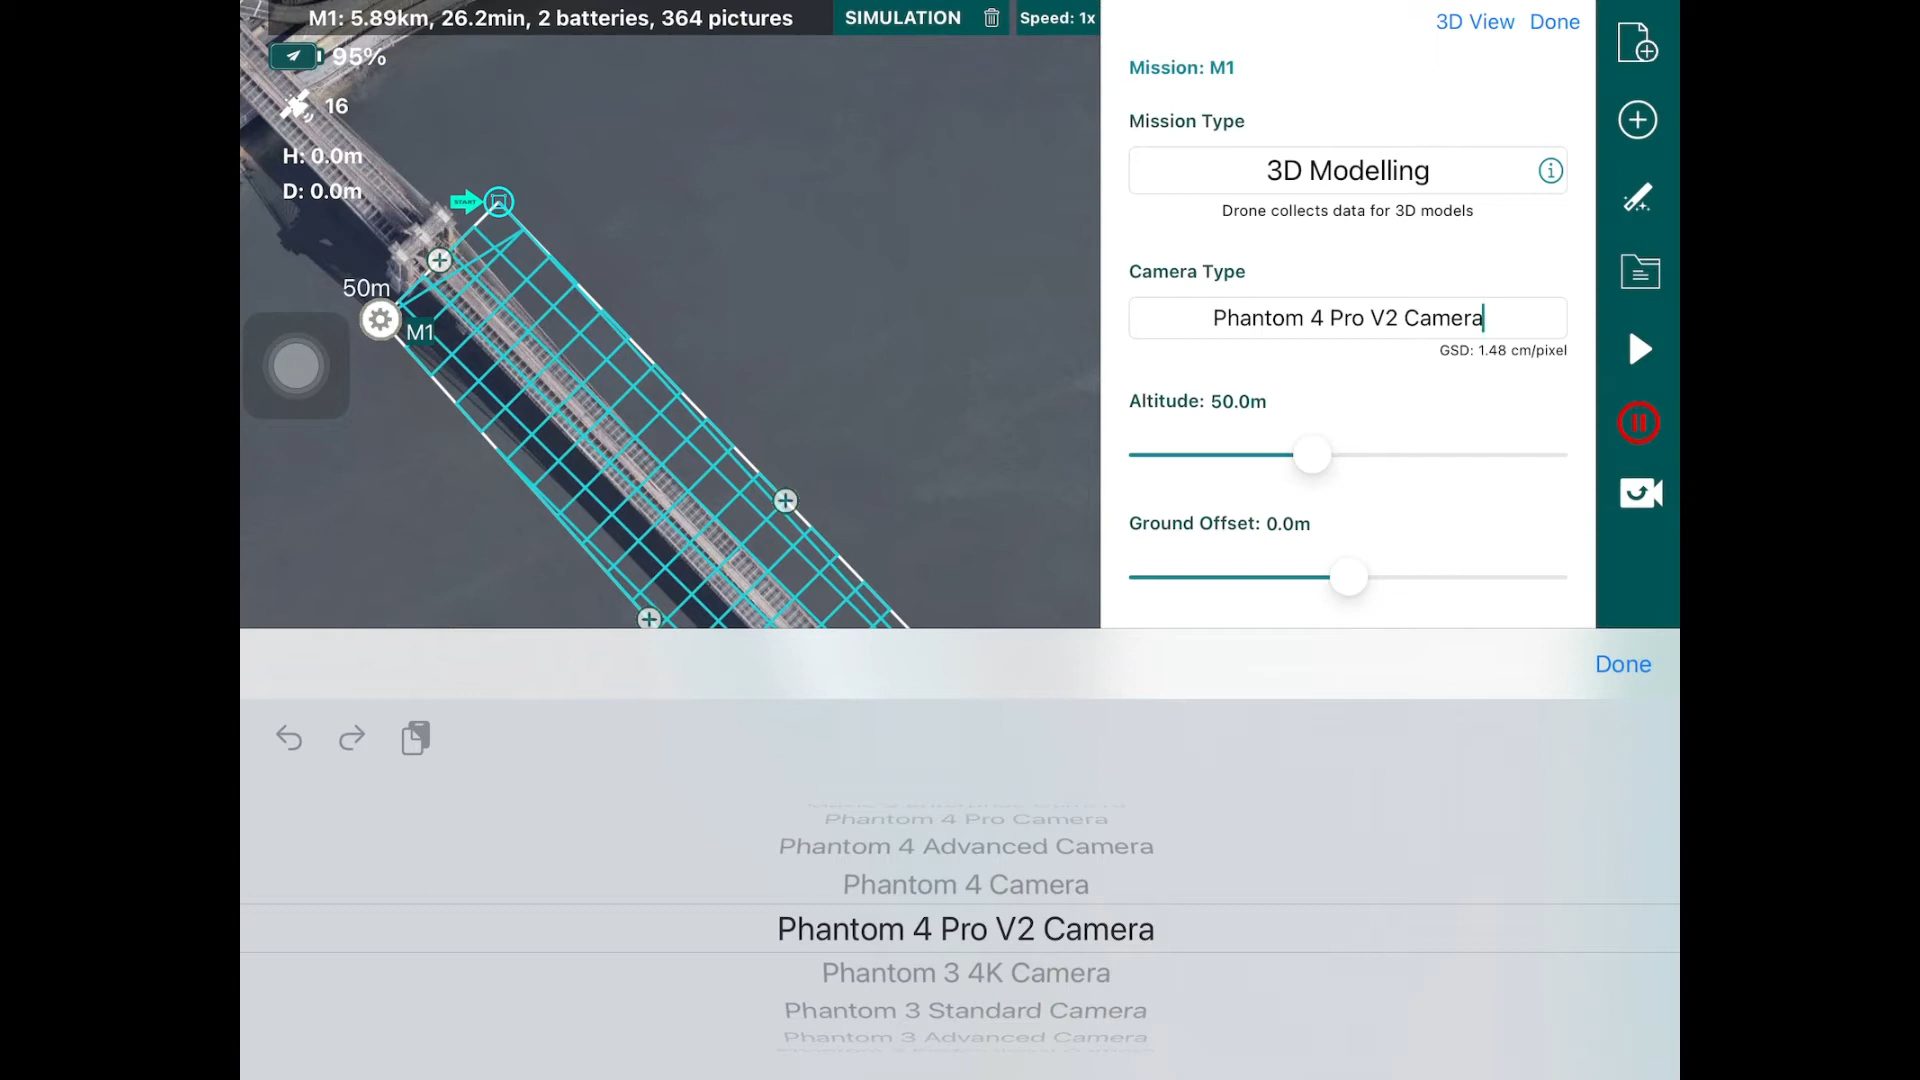 M1: 5.89km, 26.2min, 2 batteries, 364 pictures
SIMULATION
Speed: 1x
95%
16
H: 0.0m
D: 0.0m
START
50m
M1
3D View
Done
Mission: M1
Mission Type
3D Modelling
Drone collects data for 3D models
Camera Type
Phantom 4 Pro V2 Camera
GSD: 1.48 cm/pixel
Altitude: 50.0m
Ground Offset: 0.0m
Done
Phantom 4 Pro Camera
Phantom 4 Advanced Camera
Phantom 4 Camera
Phantom 4 Pro V2 Camera
Phantom 3 4K Camera
Phantom 3 Standard Camera
Phantom 3 Advanced Camera